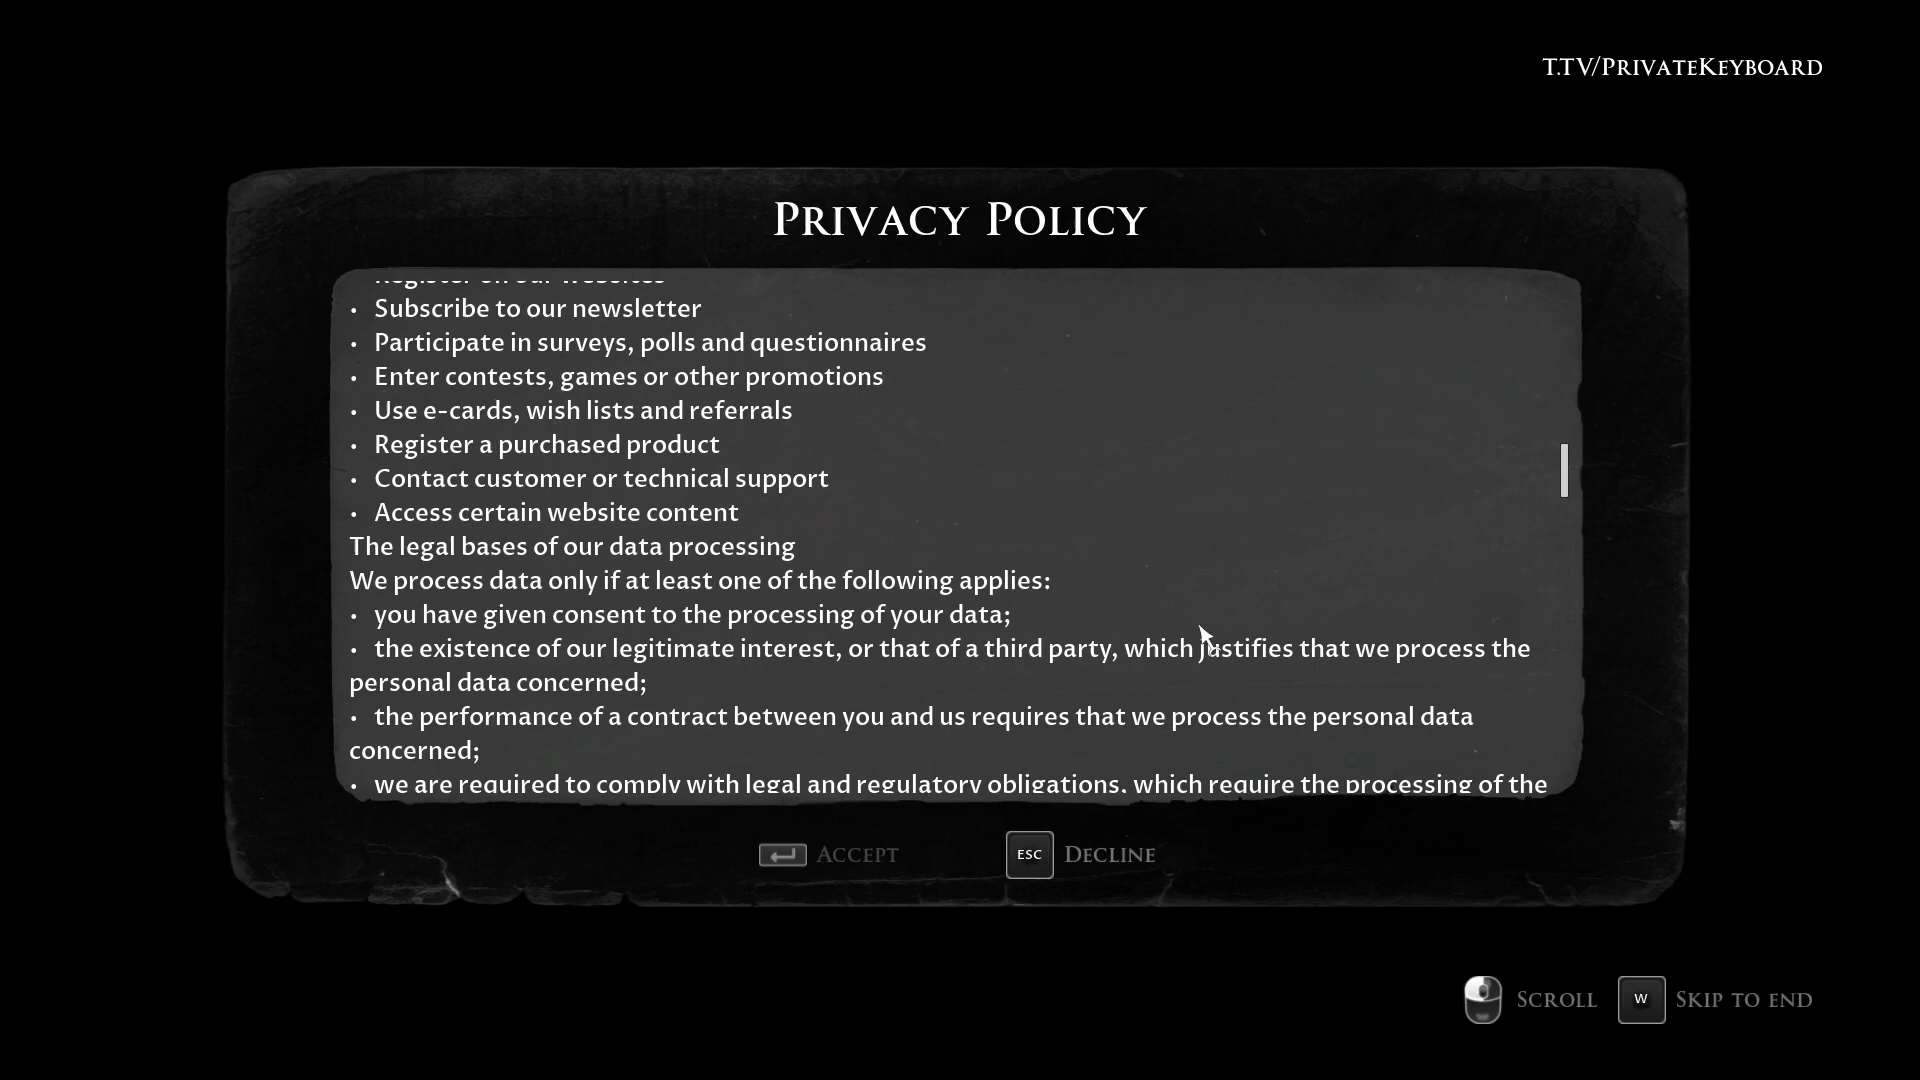 T.TV/PrivateKeyboard
Privacy Policy
Register on our websites
• Subscribe to our newsletter
• Participate in surveys, polls and questionnaires
• Enter contests, games or other promotions
• Use e-cards, wish lists and referrals
• Register a purchased product
• Contact customer or technical support
• Access certain website content
The legal bases of our data processing
We process data only if at least one of the following applies:
• you have given consent to the processing of your data;
• the existence of our legitimate interest, or that of a third party, which justifies that we process the
personal data concerned;
• the performance of a contract between you and us requires that we process the personal data
concerned;
• we are required to comply with legal and regulatory obligations, which require the processing of the
Accept
ESC Decline
Scroll
W Skip to end